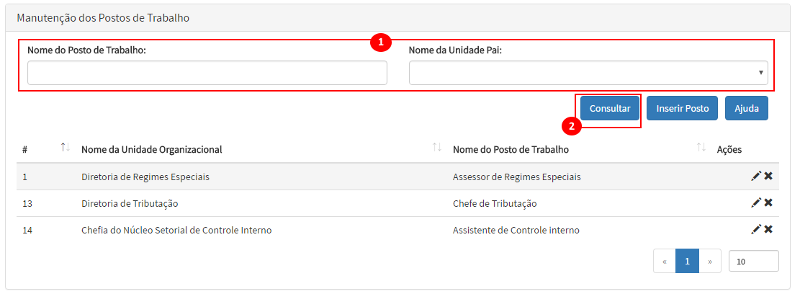 Manutenção dos Postos de Trabalho
1
Nome do Posto de Trabalho: Nome da Unidade Pai:
Consultar Inserir Posto Ajuda
2
# Nome da Unidade Organizacional Nome do Posto de Trabalho Ações
1 Diretoria de Regimes Especiais Assessor de Regimes Especiais
13 Diretoria de Tributação Chefe de Tributação
14 Chefia do Núcleo Setorial de Controle Interno Assistente de Controle interno
« 1 » 10